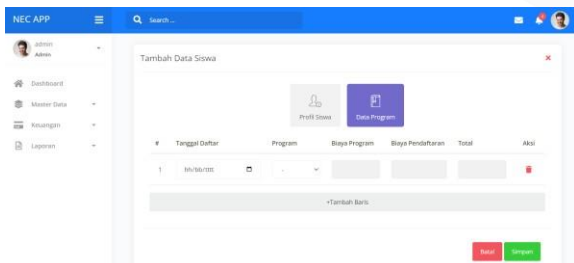 NEC APP
Search ...
admin
Admin
Dashboard
Master Data
Keuangan
Laporan
Tambah Data Siswa
Profil Siswa
Data Program
# Tanggal Daftar Program Biaya Program Biaya Pendaftaran Total Aksi
1 hh/bb/tttt -
+Tambah Baris
Batal Simpan